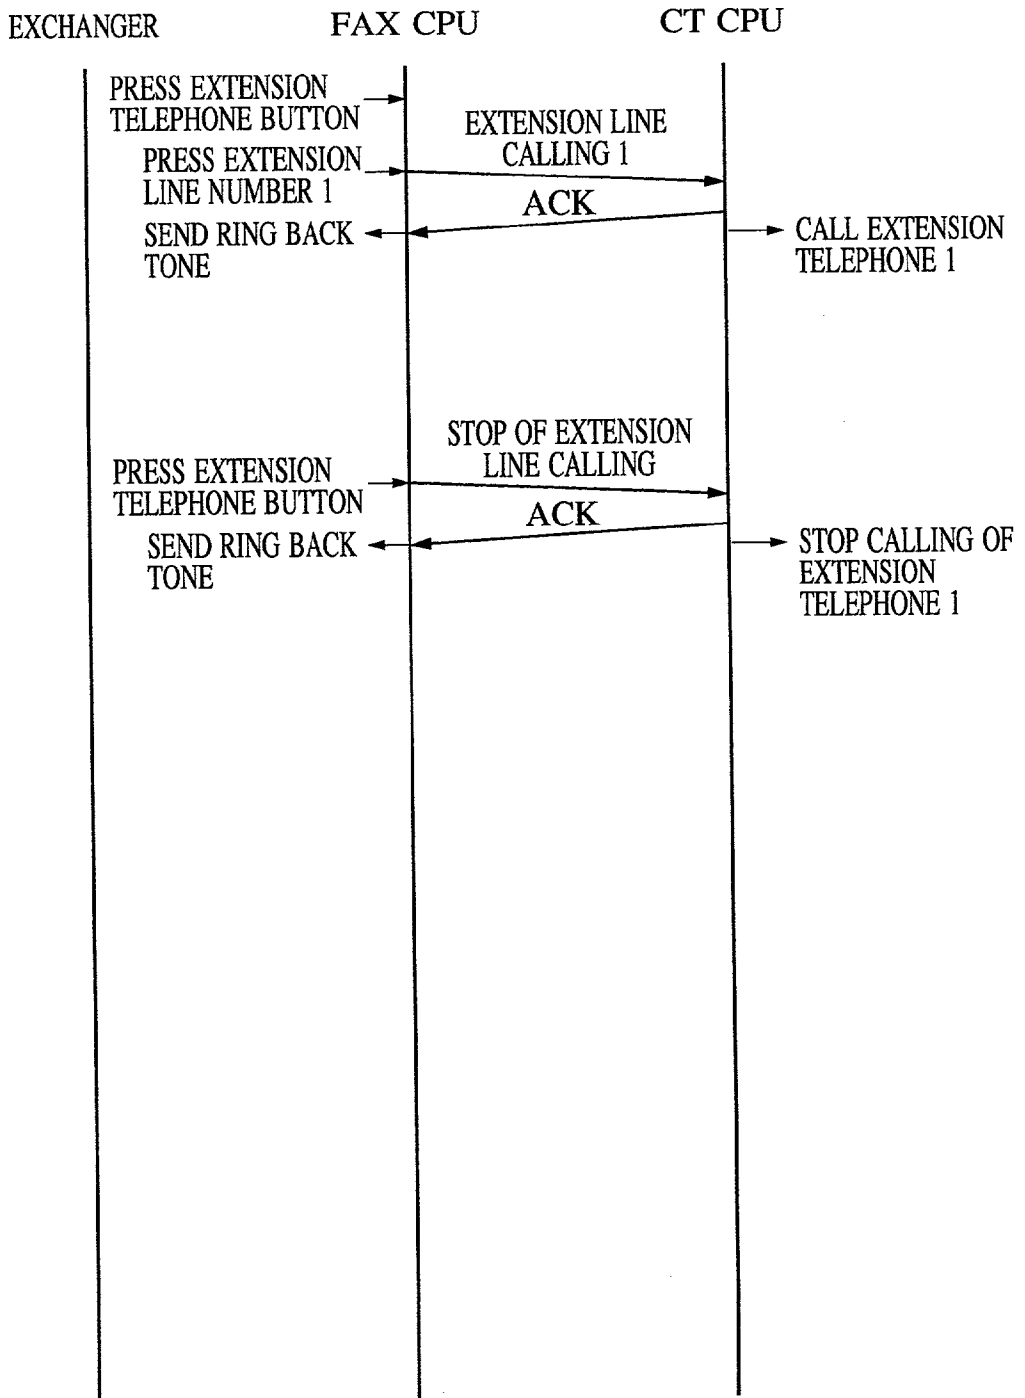 EXCHANGER
FAX CPU
CT CPU
PRESS EXTENSION
TELEPHONE BUTTON
EXTENSION LINE
CALLING 1
PRESS EXTENSION
LINE NUMBER 1
ACK
SEND RING BACK
TONE
CALL EXTENSION
TELEPHONE 1
STOP OF EXTENSION
LINE CALLING
PRESS EXTENSION
TELEPHONE BUTTON
ACK
SEND RING BACK
TONE
STOP CALLING OF
EXTENSION
TELEPHONE 1